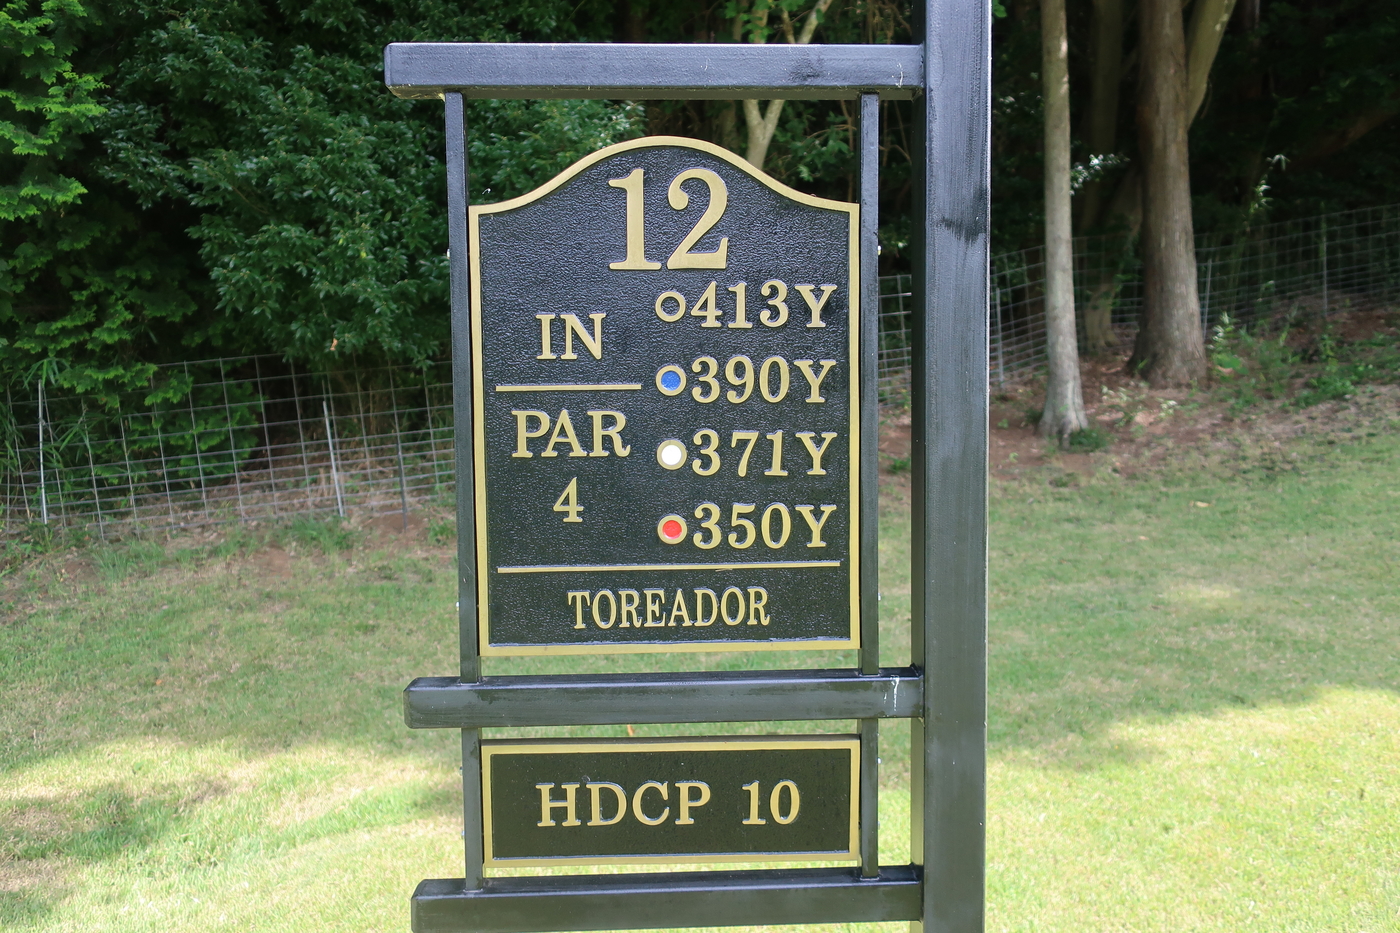 12
413Y
390Y
371Y
350Y
IN
PAR
4
TOREADOR
HDCP 10